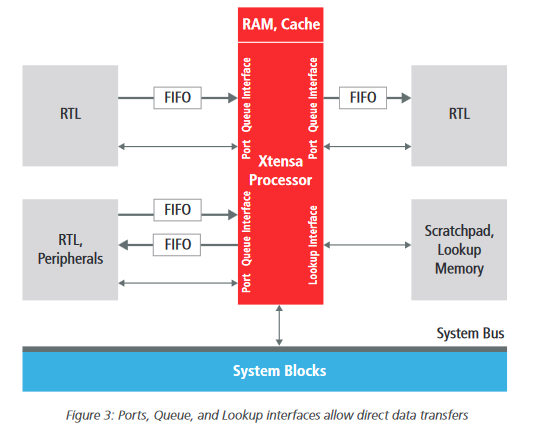 RAM, Cache
RTL
FIFO
Port Queue Interface
Port Queue Interface
FIFO
RTL
Xtensa
Processor
RTL,
Peripherals
FIFO
FIFO
Port Queue Interface
Lookup Interface
Scratchpad,
Lookup
Memory
System Bus
System Blocks
Figure 3: Ports, Queue, and Lookup interfaces allow direct data transfers